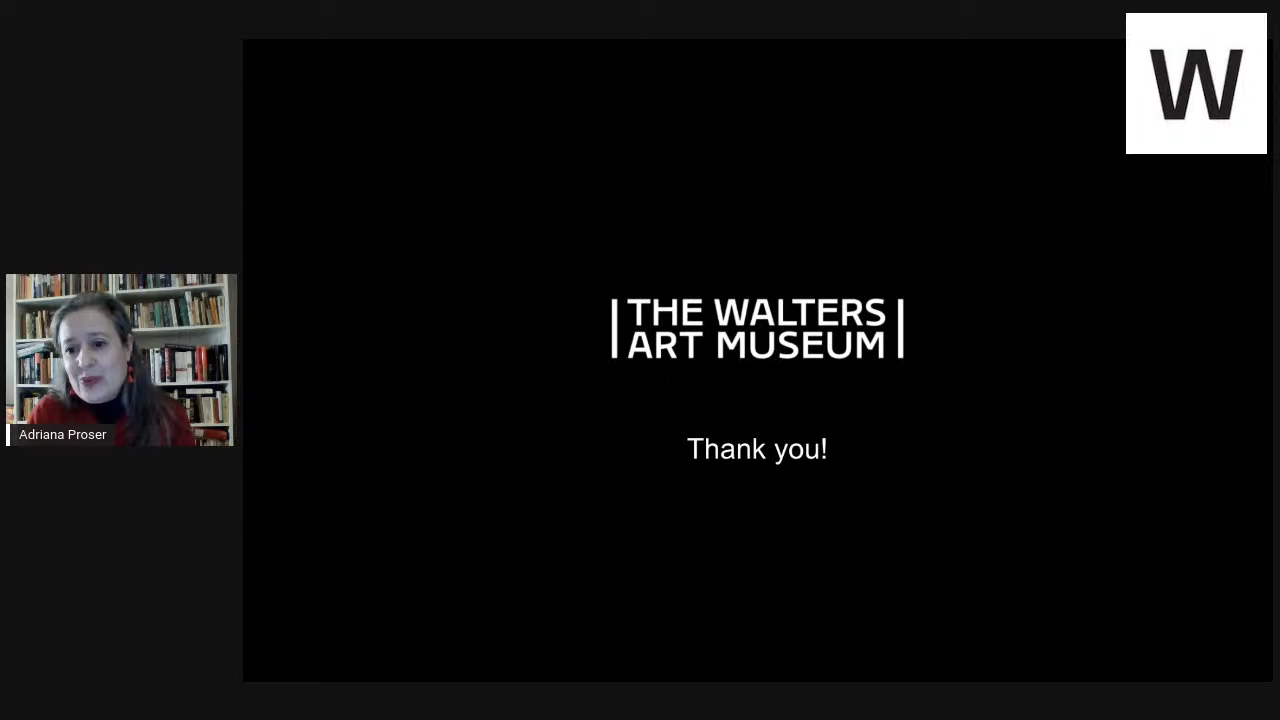 W
THE WALTERS
ART MUSEUM
Adriana Proser
Thank you!